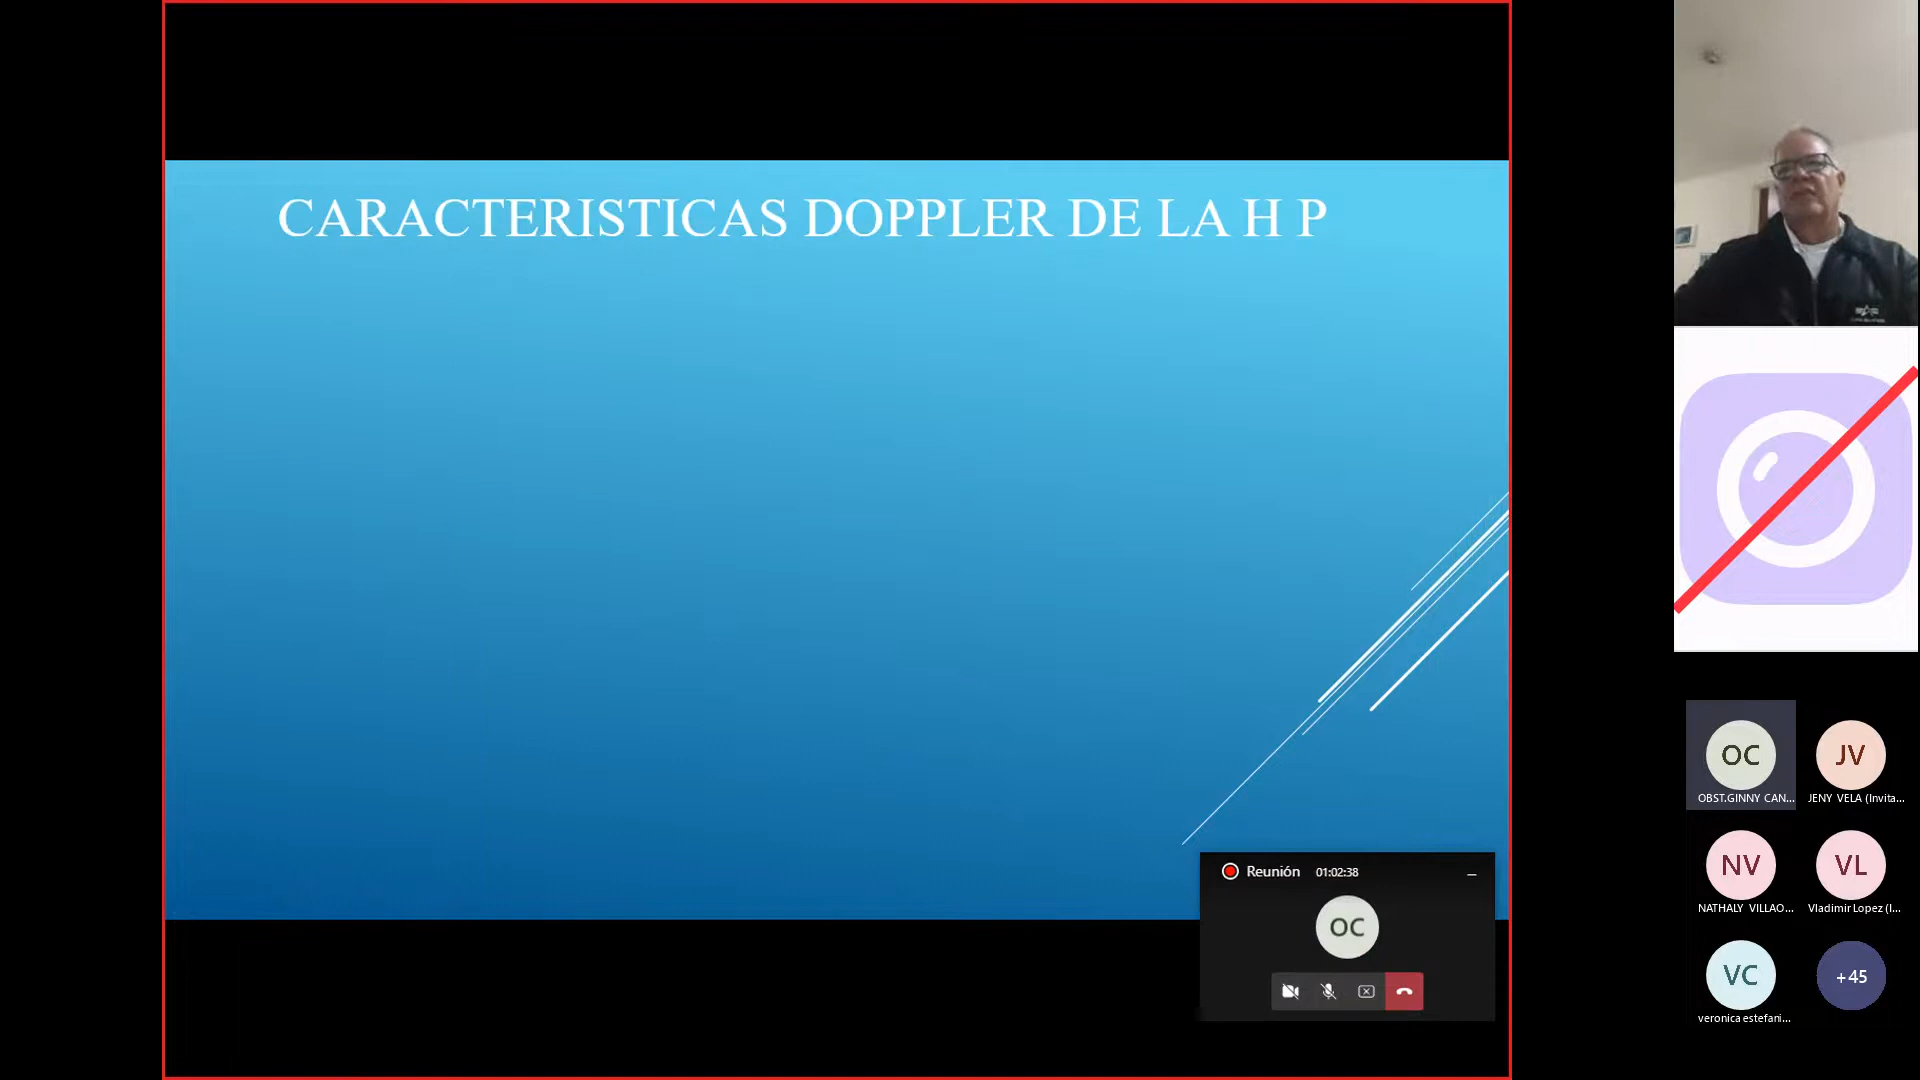 CARACTERISTICAS DOPPLER DE LA H P
Reunión 01:02:38
OC
OC
OBST.GINNY CAN...
JV
JENY VELA (Invita...
NV
NATHALY VILLAO...
VL
Vladimir Lopez (I...
VC
veronica estefani...
+45